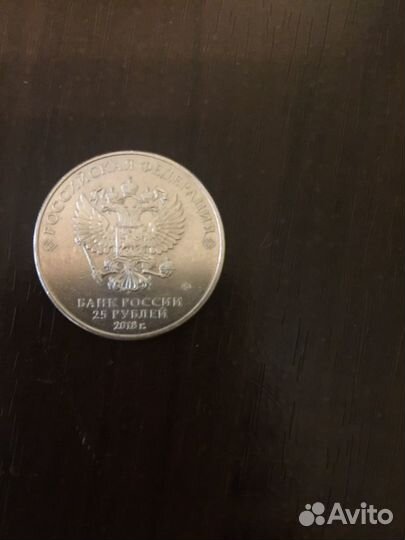 РОССИЙСКАЯ ФЕДЕРАЦИЯ
БАНК РОССИИ
25 РУБЛЕЙ
2018 г.
Avito